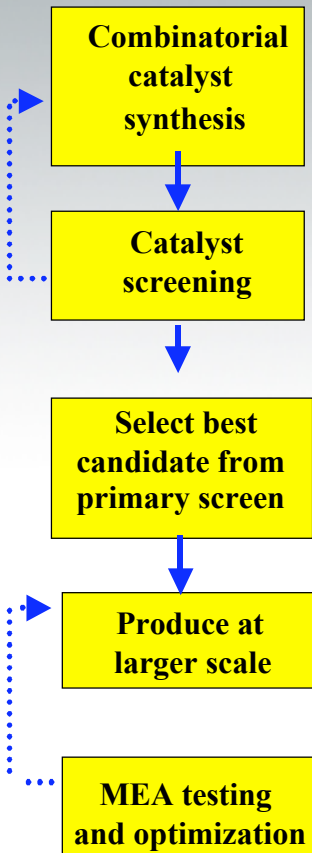 Combinatorial
catalyst
synthesis
Catalyst
screening
Select best
candidate from
primary screen
Produce at
larger scale
MEA testing
and optimization